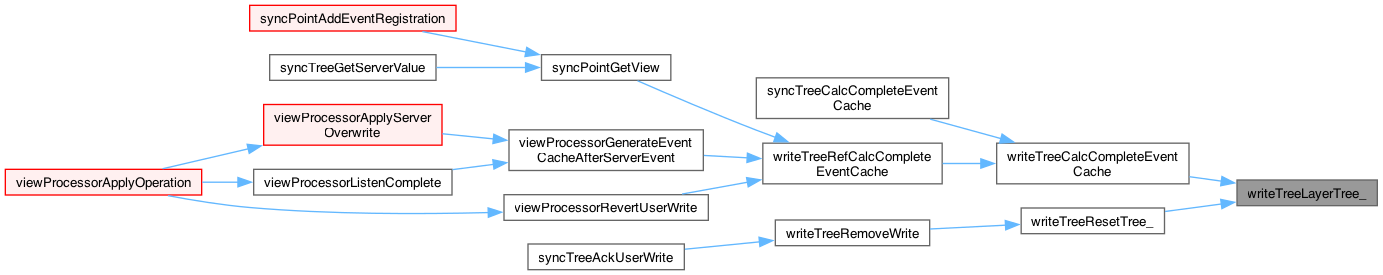 syncPointAddEventRegistration
syncTreeGetServerValue
syncPointGetView
syncTreeCalcCompleteEvent
Cache
viewProcessorApplyServer
Overwrite
viewProcessorGenerateEvent
CacheAfterServerEvent
writeTreeRefCalcComplete
EventCache
writeTreeCalcCompleteEvent
Cache
viewProcessorApplyOperation
viewProcessorListenComplete
writeTreeLayerTree_
viewProcessorRevertUserWrite
writeTreeResetTree_
writeTreeRemoveWrite
syncTreeAckUserWrite